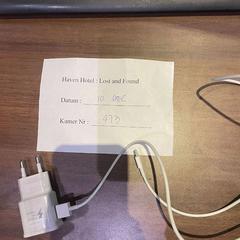 Haven Hotel : Lost and Found
Datum : 10 DEC
Kamer Nr : 473